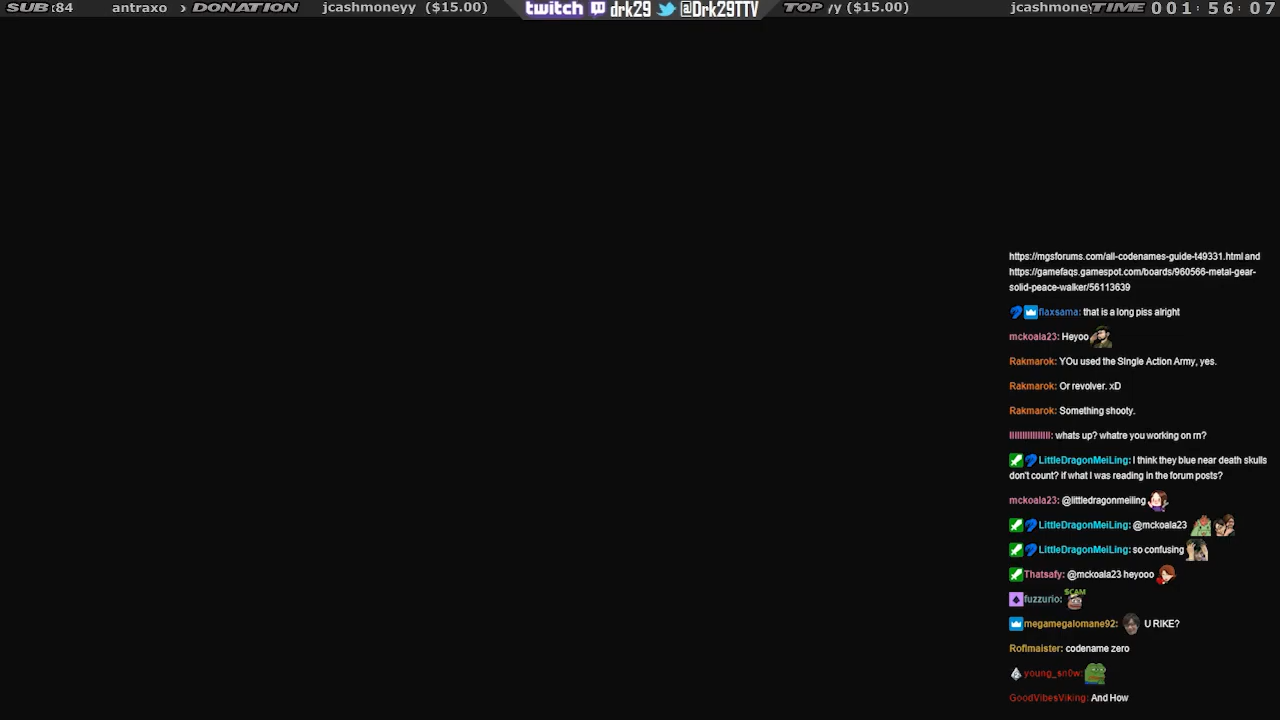 SUB :84 antraxo › DONATION jcashmoneyy ($15.00) twitch drk29 @Drk29TTV TOP /y ($15.00) jcashmoney TIME 001:56:07
https://mgsforums.com/all-codenames-guide-t49331.html and
https://gamefaqs.gamespot.com/boards/960566-metal-gear-
solid-peace-walker/56113639
flaxsama: that is a long piss alright
mckoala23: Heyoo
Rakmarok: YOu used the SIngle Action Army, yes.
Rakmarok: Or revolver. xD
Rakmarok: Something shooty.
whats up? whatre you working on rn?
LittleDragonMeiLing: I think they blue near death skulls
don't count? if what I was reading in the forum posts?
mckoala23: @littledragonmeiling
LittleDragonMeiLing: @mckoala23
LittleDragonMeiLing: so confusing
Thatsafy: @mckoala23 heyooo
fuzzurio: SCAM
megamegalomane92: U RIKE?
Roflmaister: codename zero
young_sn0w:
GoodVibesViking: And How